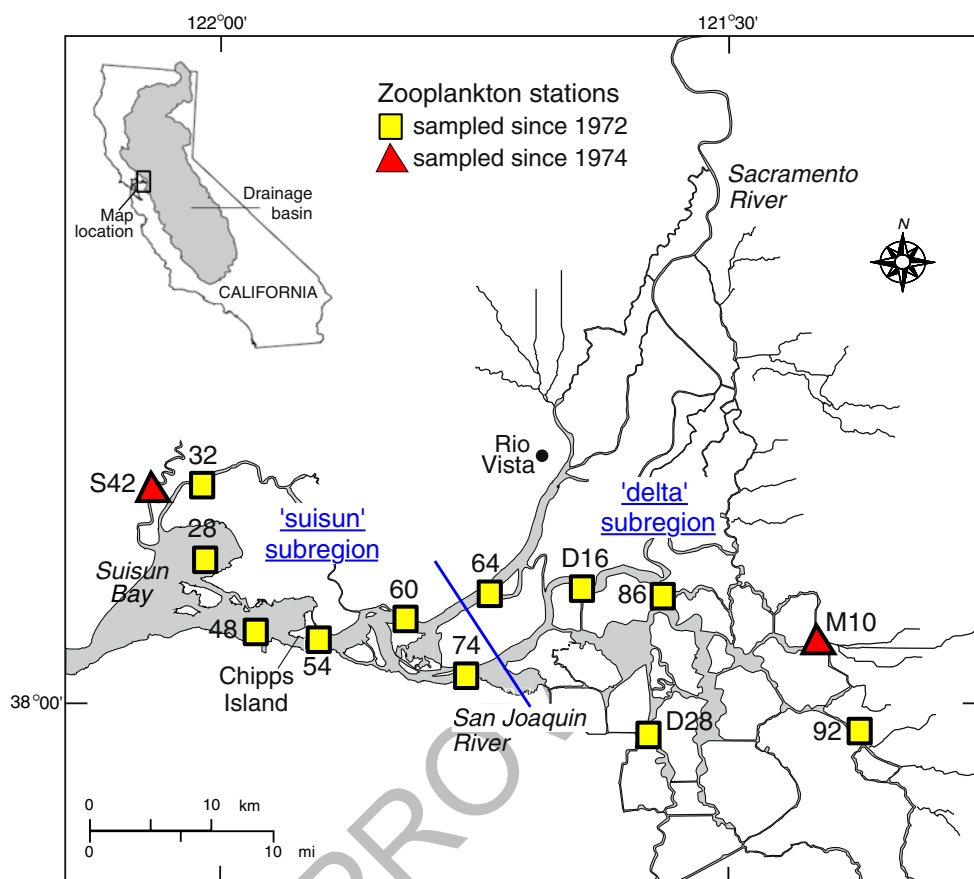 122°00'
121°30'
Zooplankton stations
sampled since 1972
sampled since 1974
Sacramento
River
N
Drainage
basin
Map
location
CALIFORNIA
Rio
Vista
32
S42
'suisun'
subregion
'delta'
subregion
28
Suisun
Bay
64
D16
60
86
48
54
74
M10
Chipps
Island
38°00'
San Joaquin
River
D28
92
0 10 km
0 10 mi
PRO